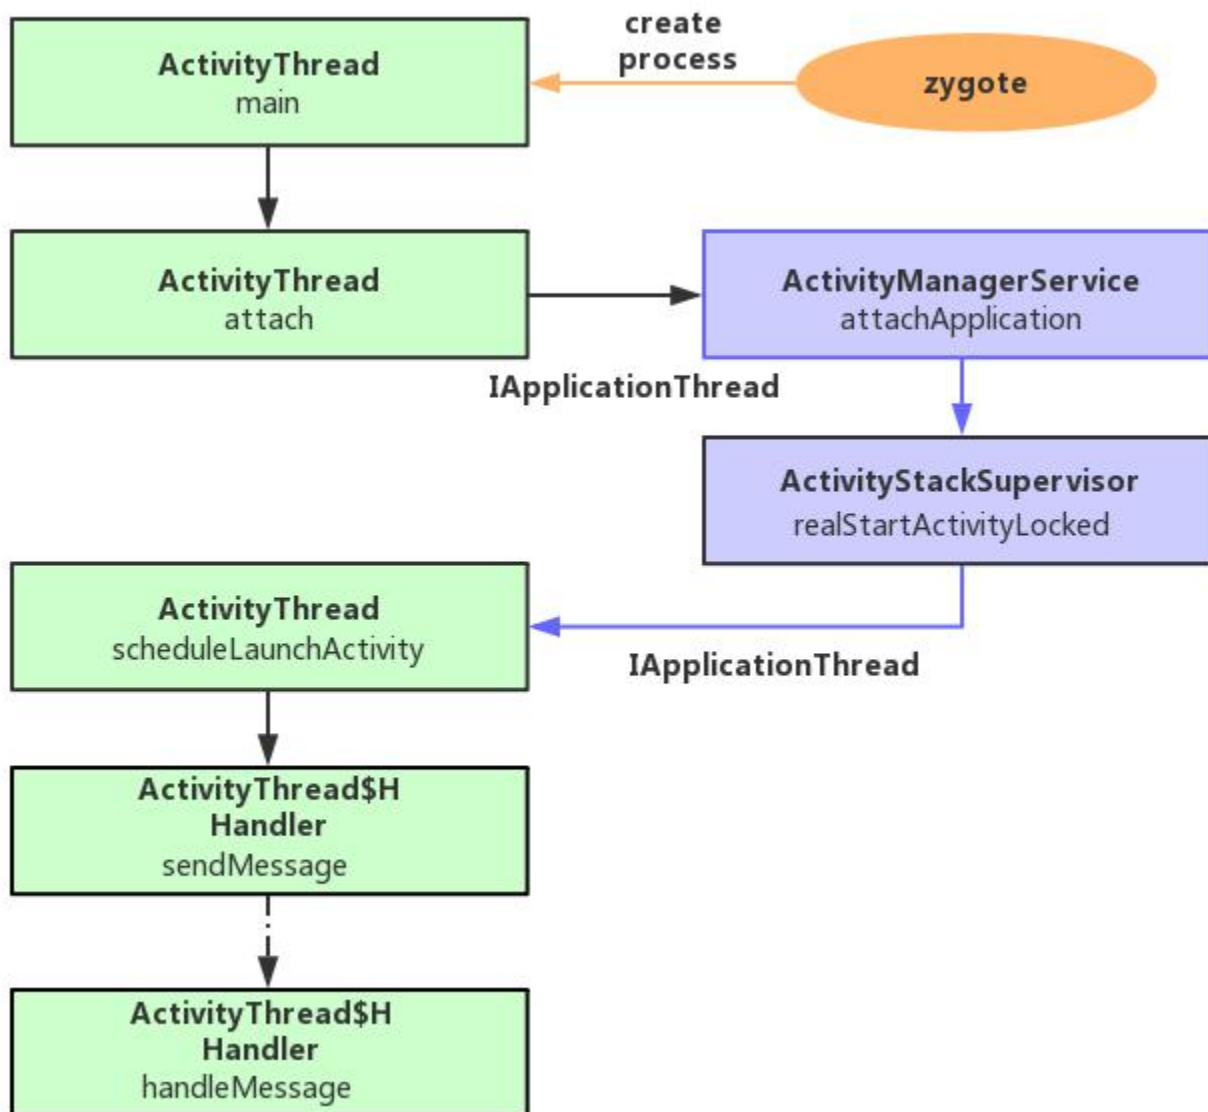 create
process
ActivityThread
main
zygote
ActivityThread
attach
ActivityManagerService
attachApplication
IApplicationThread
ActivityStackSupervisor
realStartActivityLocked
ActivityThread
scheduleLaunchActivity
IApplicationThread
ActivityThread$H
Handler
sendMessage
ActivityThread$H
Handler
handleMessage